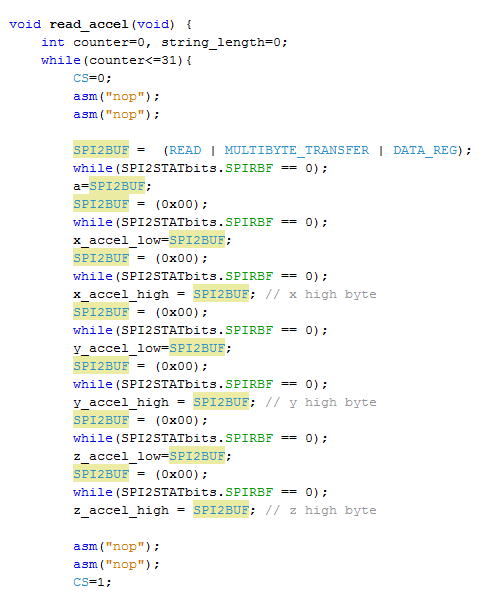 void read_accel(void) {
    int counter=0, string_length=0;
    while(counter<=31){
        CS=0;
        asm("nop");
        asm("nop");

        SPI2BUF =  (READ | MULTIBYTE_TRANSFER | DATA_REG);
        while(SPI2STATbits.SPIRBF == 0);
        a=SPI2BUF;
        SPI2BUF = (0x00);
        while(SPI2STATbits.SPIRBF == 0);
        x_accel_low=SPI2BUF;
        SPI2BUF = (0x00);
        while(SPI2STATbits.SPIRBF == 0);
        x_accel_high = SPI2BUF; // x high byte
        SPI2BUF = (0x00);
        while(SPI2STATbits.SPIRBF == 0);
        y_accel_low=SPI2BUF;
        SPI2BUF = (0x00);
        while(SPI2STATbits.SPIRBF == 0);
        y_accel_high = SPI2BUF; // y high byte
        SPI2BUF = (0x00);
        while(SPI2STATbits.SPIRBF == 0);
        z_accel_low=SPI2BUF;
        SPI2BUF = (0x00);
        while(SPI2STATbits.SPIRBF == 0);
        z_accel_high = SPI2BUF; // z high byte

        asm("nop");
        asm("nop");
        CS=1;